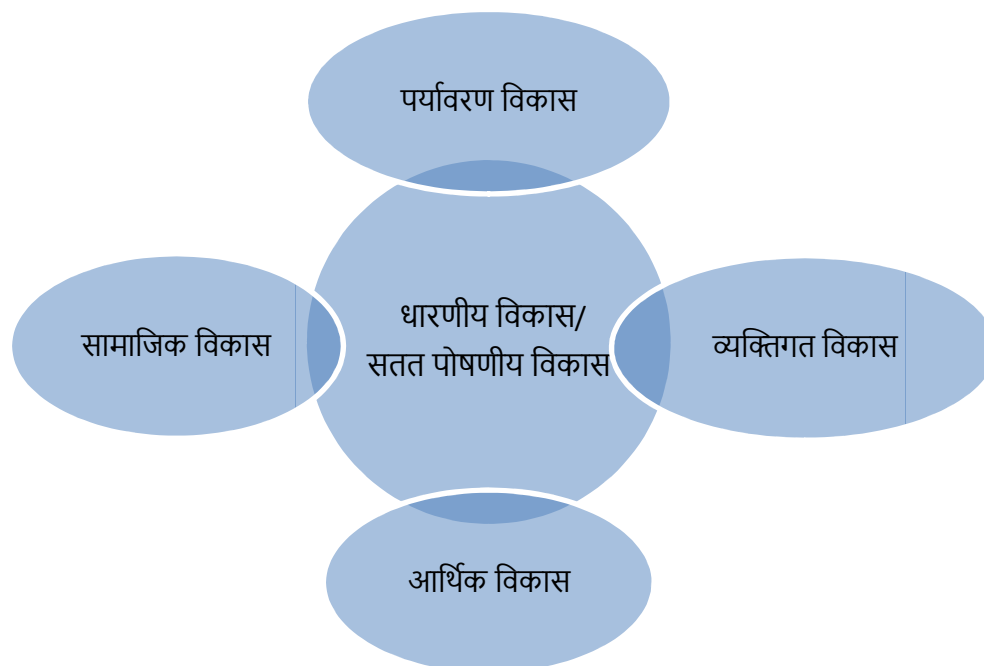 पर्यावरण विकास
धारणीय विकास/
सतत पोषणीय विकास
सामाजिक विकास
व्यक्तिगत विकास
आर्थिक विकास